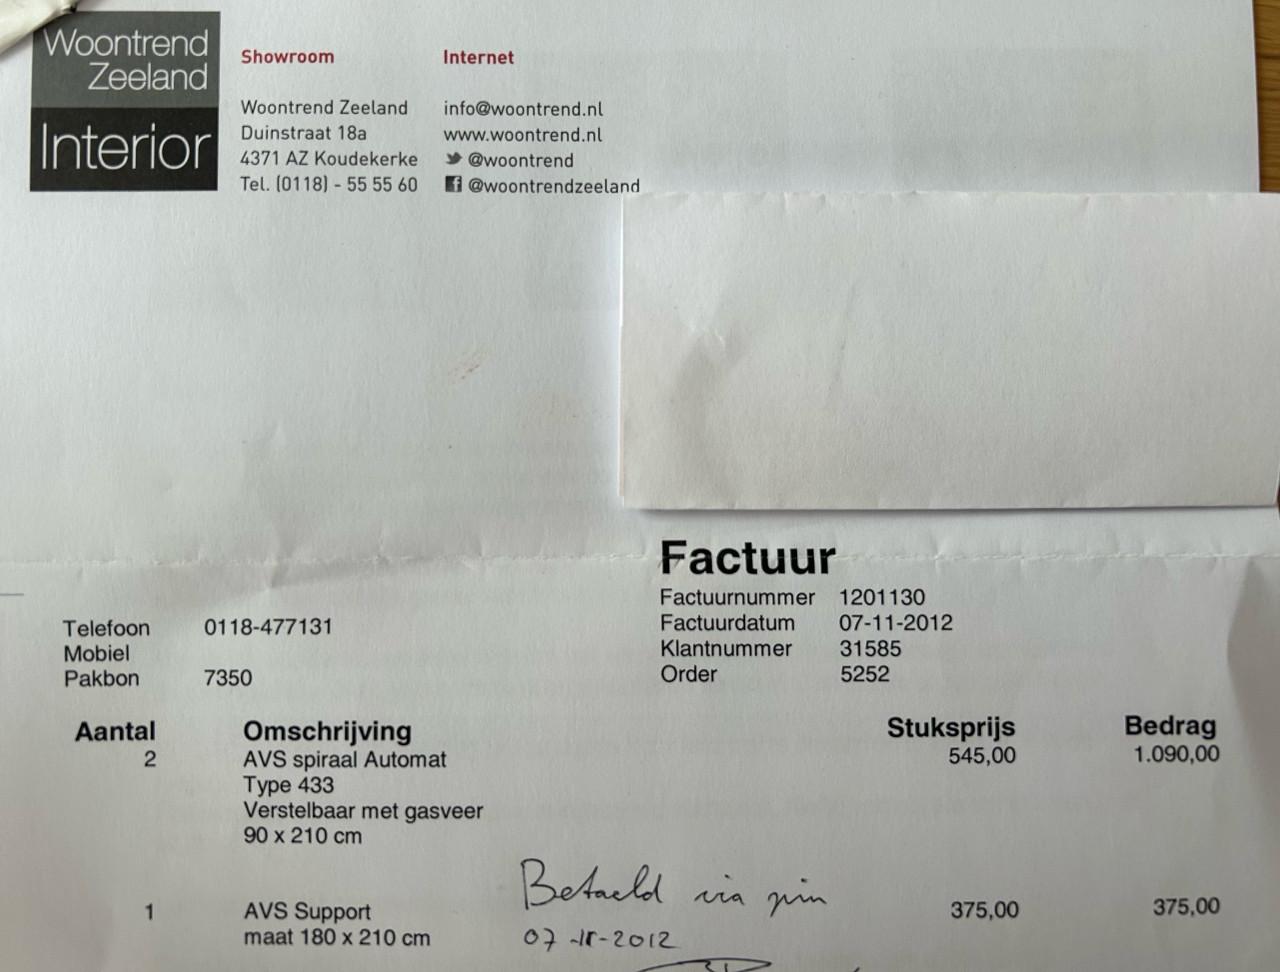 Woontrend
Zeeland
Interior
Showroom
Woontrend Zeeland
Duinstraat 18a
4371 AZ Koudekerke
Tel. (0118) - 55 55 60
Internet
info@woontrend.nl
www.woontrend.nl
@woontrend
@woontrendzeeland
Factuur
Factuurnummer 1201130
Factuurdatum 07-11-2012
Klantnummer 31585
Order 5252
Telefoon 0118-477131
Mobiel
Pakbon 7350
Aantal Omschrijving Stuksprijs Bedrag
2 AVS spiraal Automat 545,00 1.090,00
Type 433
Verstelbaar met gasveer
90 x 210 cm
Betaeld via pin
1 AVS Support 375,00 375,00
maat 180 x 210 cm
07-11-2012